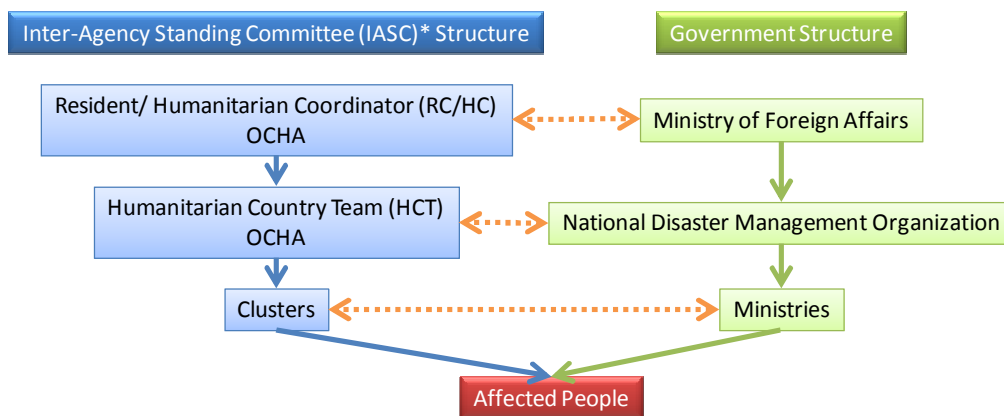 Inter-Agency Standing Committee (IASC)* Structure
Government Structure
Resident/ Humanitarian Coordinator (RC/HC)
OCHA
Ministry of Foreign Affairs
Humanitarian Country Team (HCT)
OCHA
National Disaster Management Organization
Clusters
Ministries
Affected People